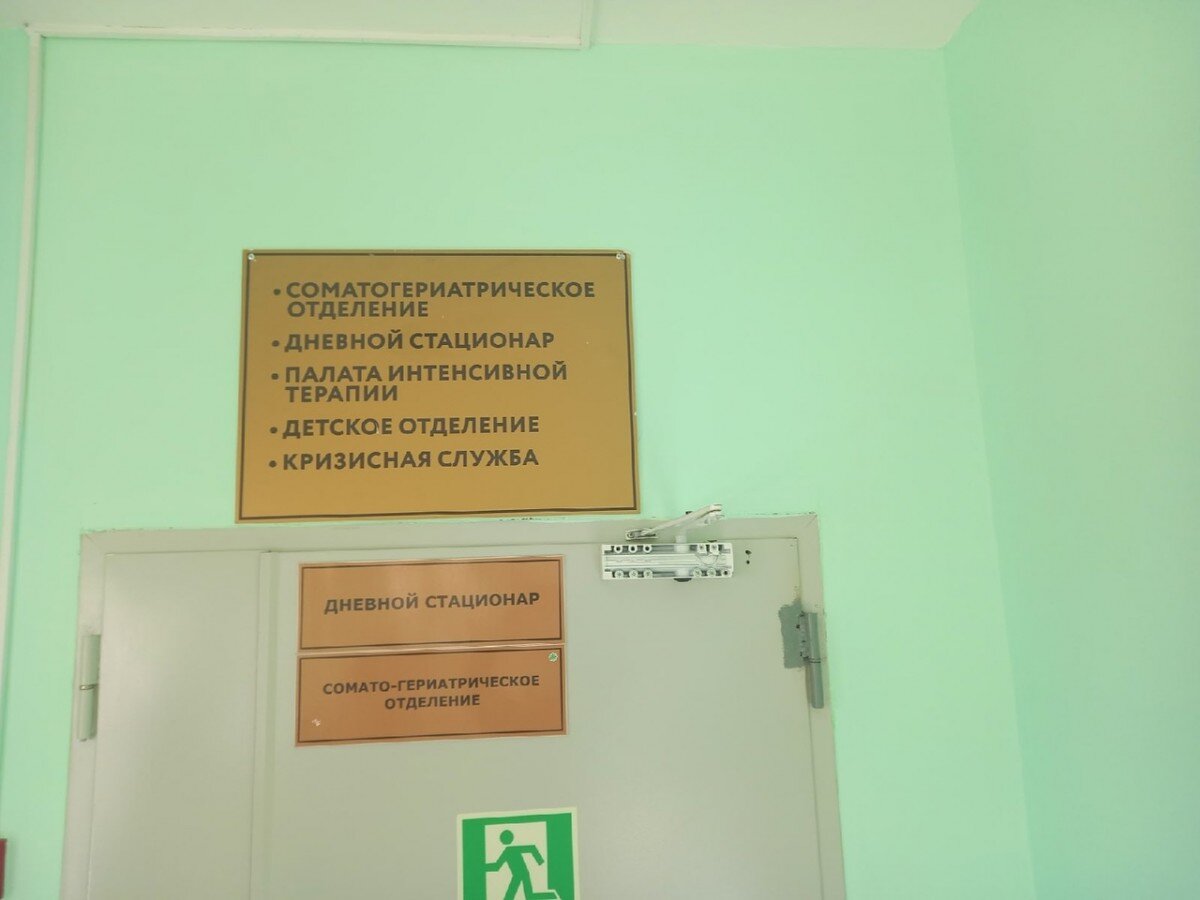 • СОМАТОГЕРИАТРИЧЕСКОЕ
ОТДЕЛЕНИЕ
• ДНЕВНОЙ СТАЦИОНАР
• ПАЛАТА ИНТЕНСИВНОЙ
ТЕРАПИИ
• ДЕТСКОЕ ОТДЕЛЕНИЕ
• КРИЗИСНАЯ СЛУЖБА
ДНЕВНОЙ СТАЦИОНАР
СОМАТО-ГЕРИАТРИЧЕСКОЕ
ОТДЕЛЕНИЕ